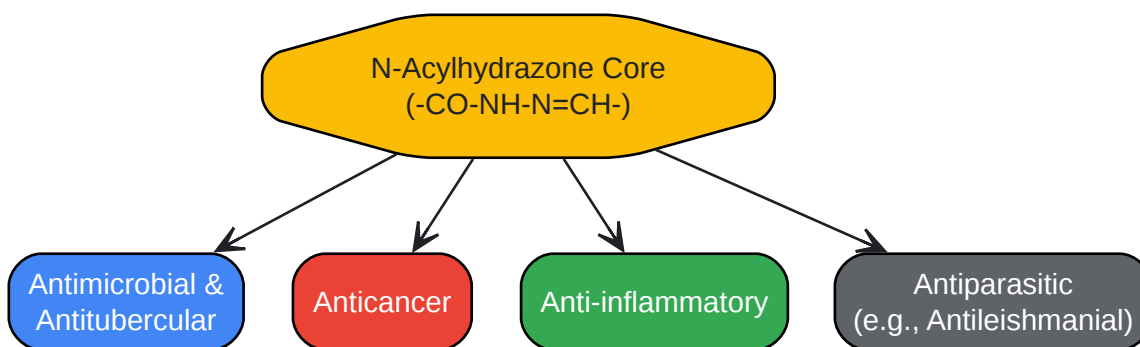 N-Acylhydrazone Core
(-CO-NH-N=CH-)
Antimicrobial &
Antitubercular
Anticancer
Anti-inflammatory
Antiparasitic
(e.g., Antileishmanial)